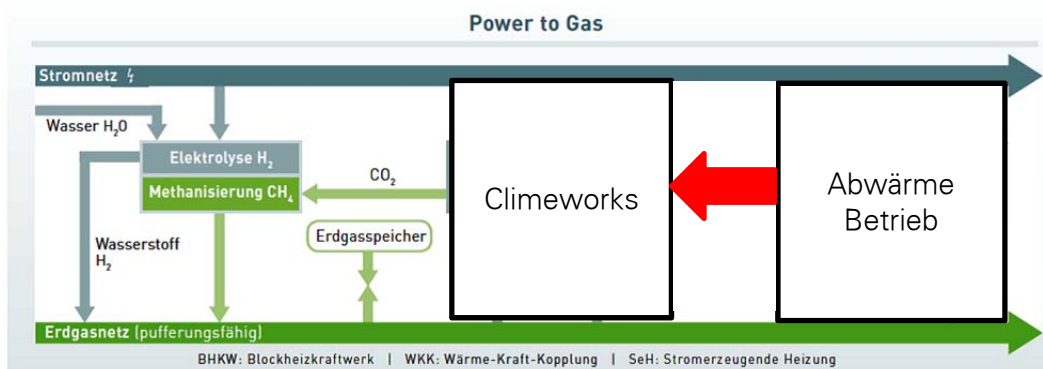 Power to Gas
Stromnetz
Wasser H₂O
Elektrolyse H₂
Methanisierung CH₄
CO₂
Climeworks
Abwärme
Betrieb
Erdgasspeicher
Wasserstoff
H₂
Erdgasnetz (pufferungsfähig)
BHKW: Blockheizkraftwerk | WKK: Wärme-Kraft-Kopplung | SeH: Stromerzeugende Heizung